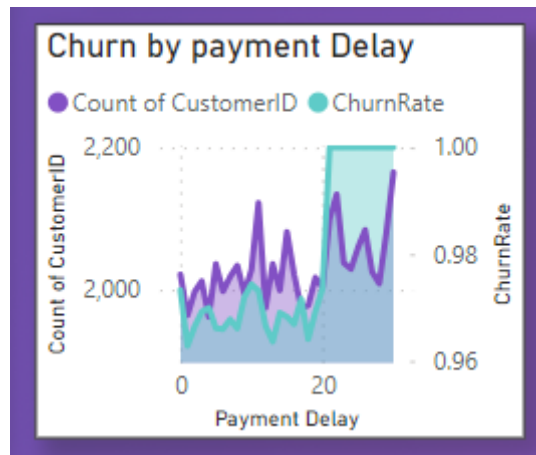 Churn by payment Delay
Count of CustomerID ChurnRate
2,200
2,000
Count of CustomerID
1.00
0.98
0.96
ChurnRate
0 20
Payment Delay